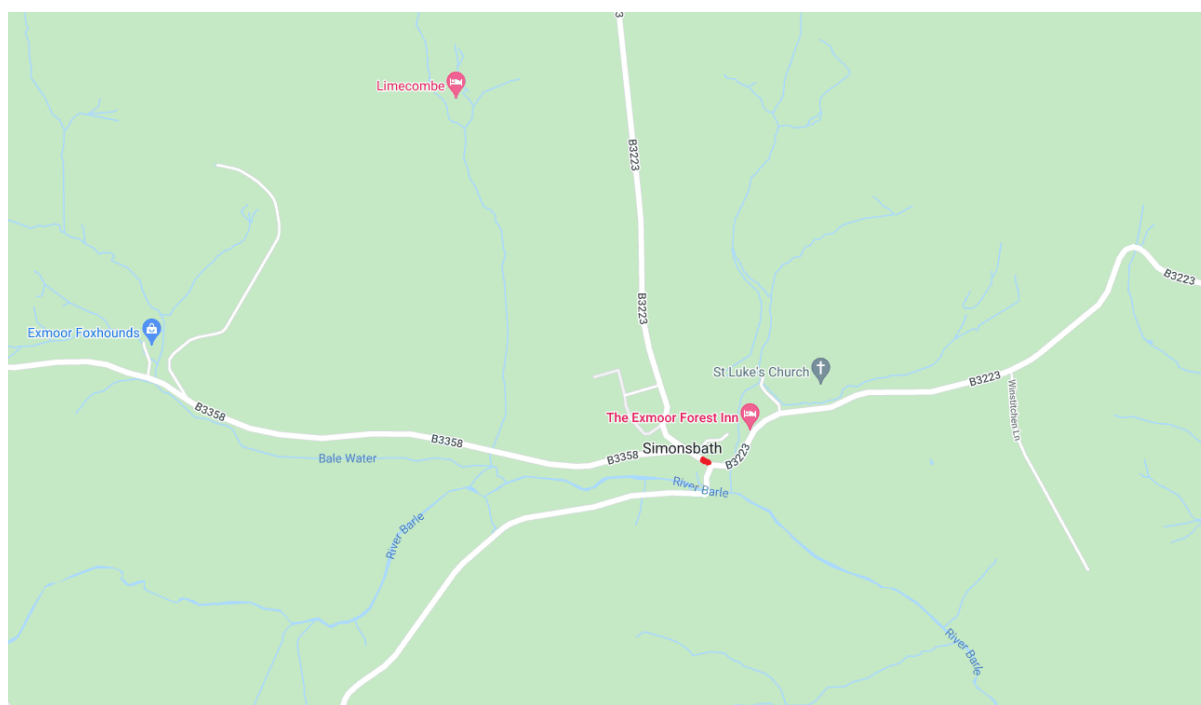 3
Limecombe
B3223
B3223
B3223
Exmoor Foxhounds
St Luke's Church
B3223
Winstitchen Ln
B3358
The Exmoor Forest Inn
B3358
Simonsbath
B3358
B3223
Bale Water
River Barle
River Barle
River Barle